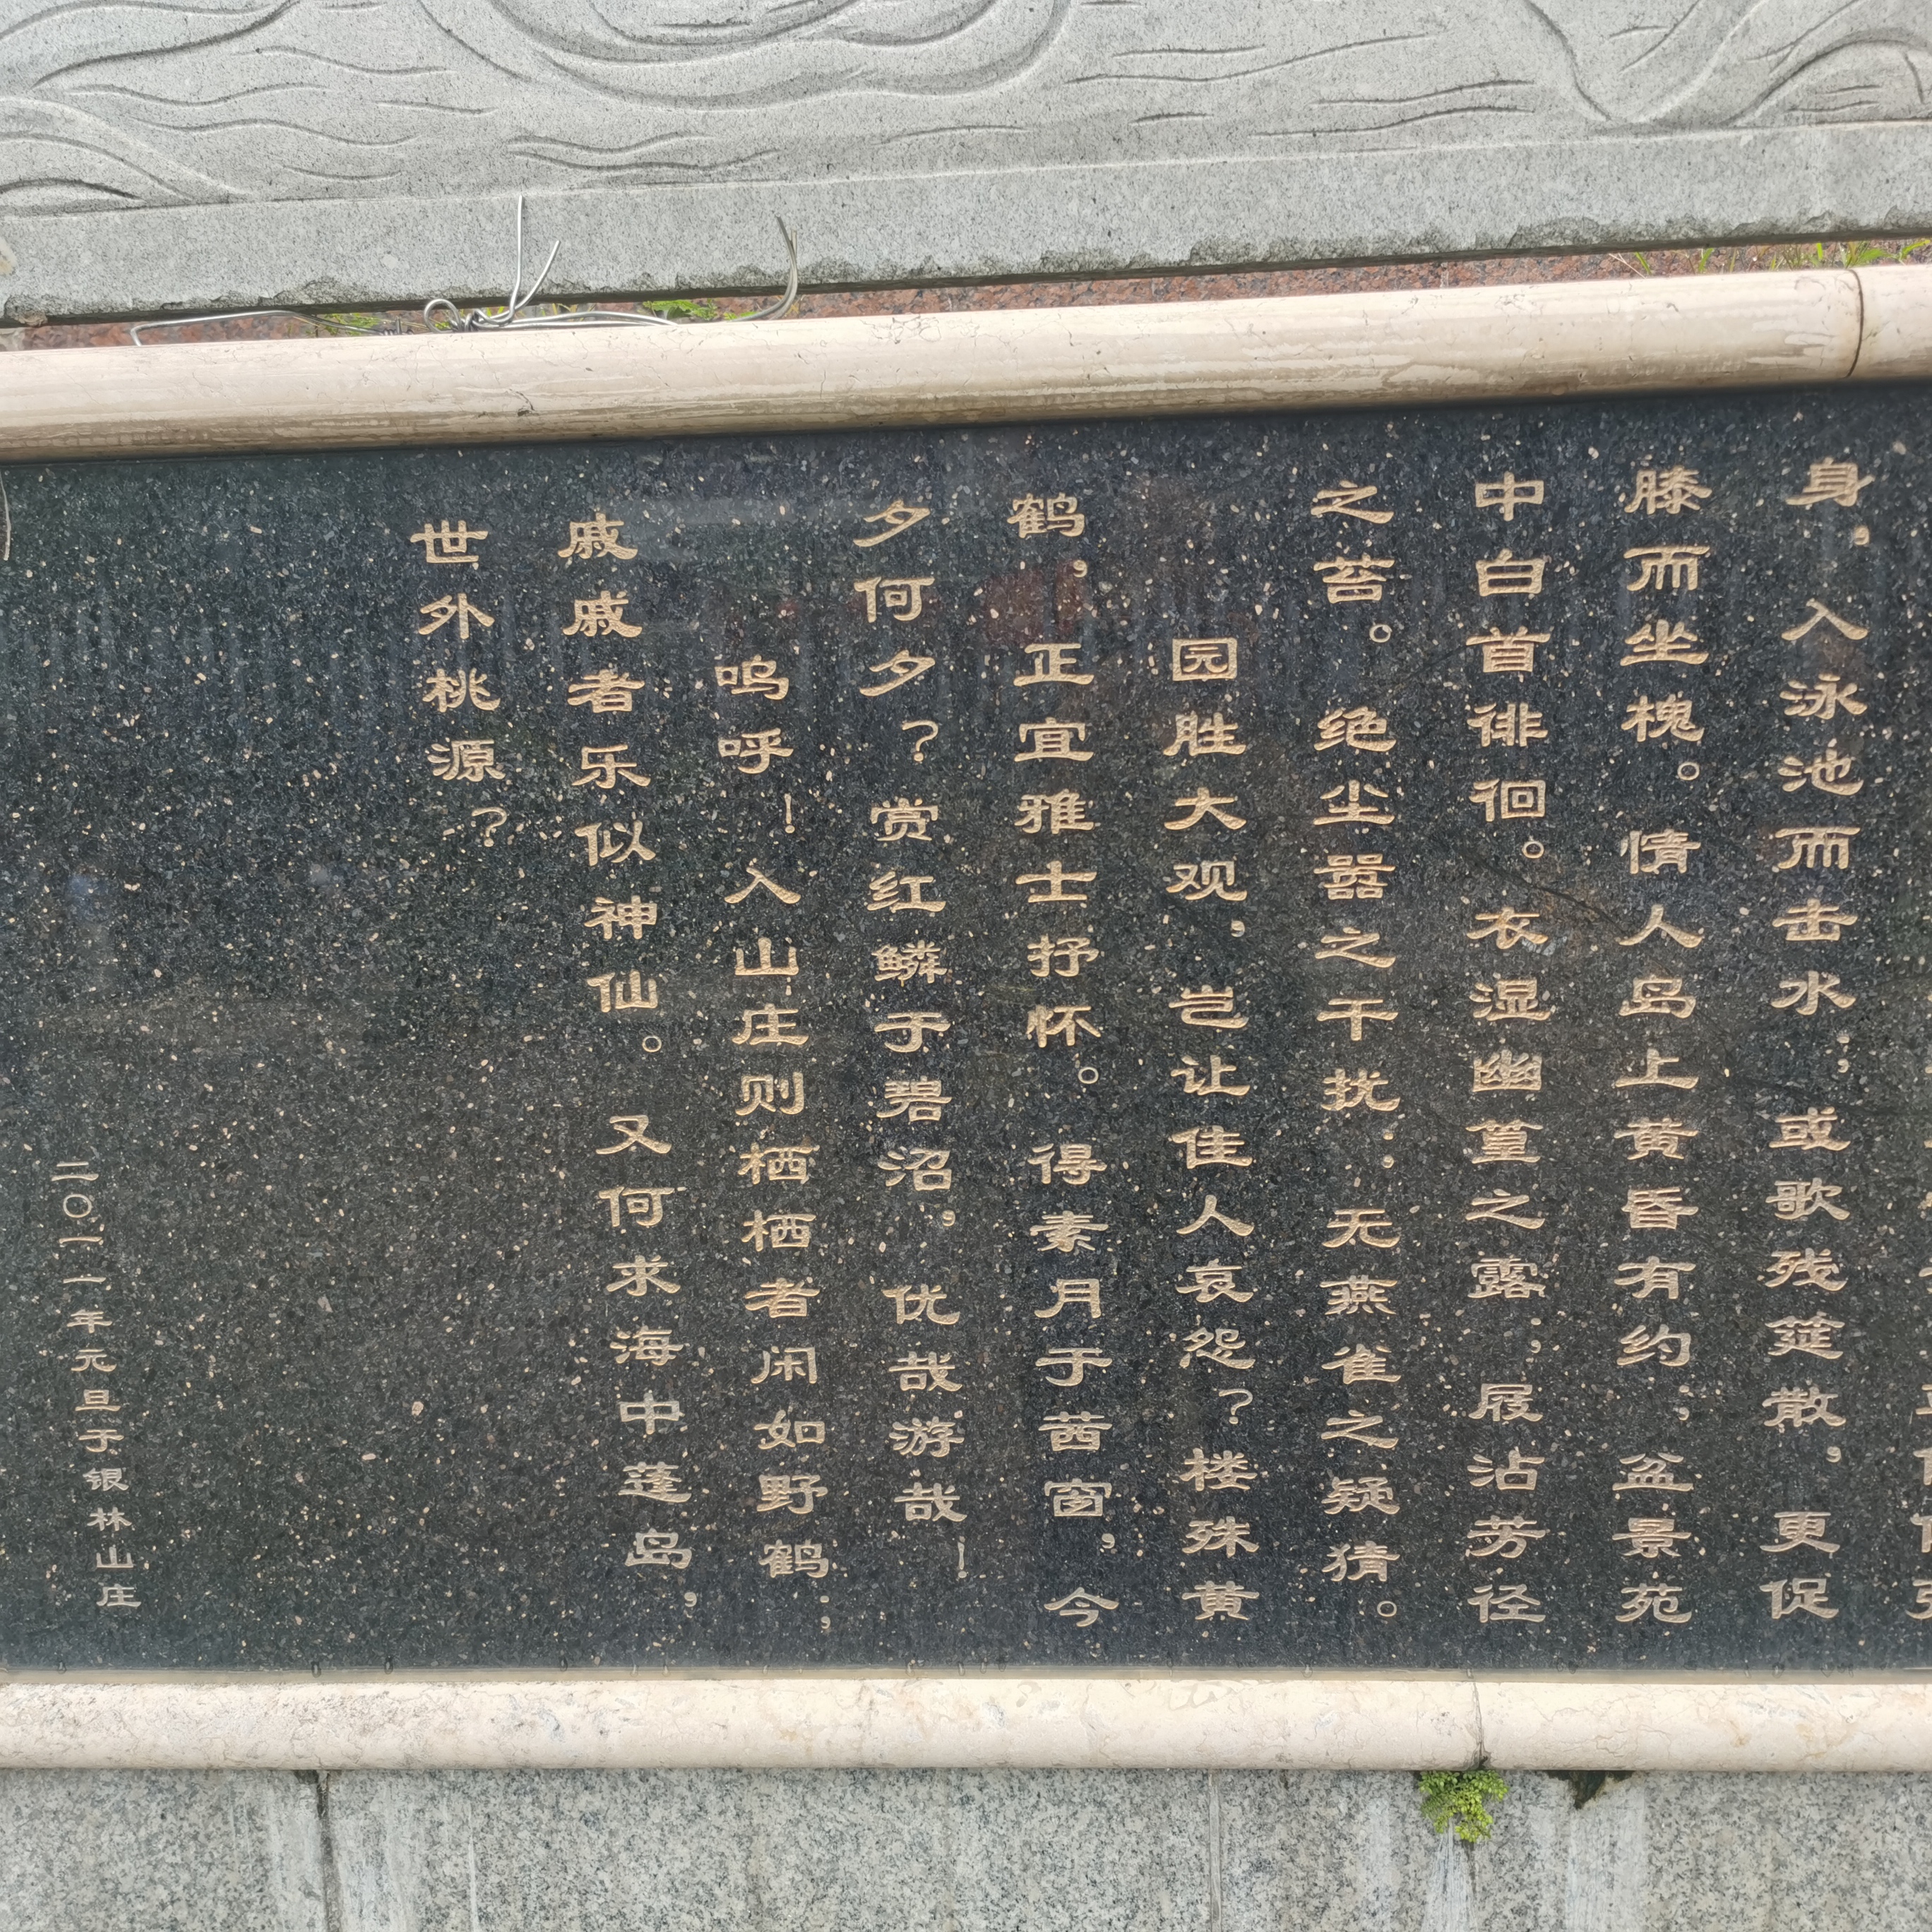 身，入泳池而击水；或歌残筵散，更促
膝而坐槐。情人岛上黄昏有约，盆景苑
中白首徘徊。衣湿幽篁之露；屐沾芳径
之苔。绝尘嚣之干扰；无燕雀之疑猜。
园胜大观，岂让佳人哀怨？楼殊黄
鹤，正宜雅士抒怀。得素月于茜窗，今
夕何夕？赏红鳞于碧沼，优哉游哉！
呜呼！入山庄则栖栖者闲如野鹤；
戚戚者乐似神仙。又何求海中蓬岛，
世外桃源？
二〇一一年元旦于银林山庄